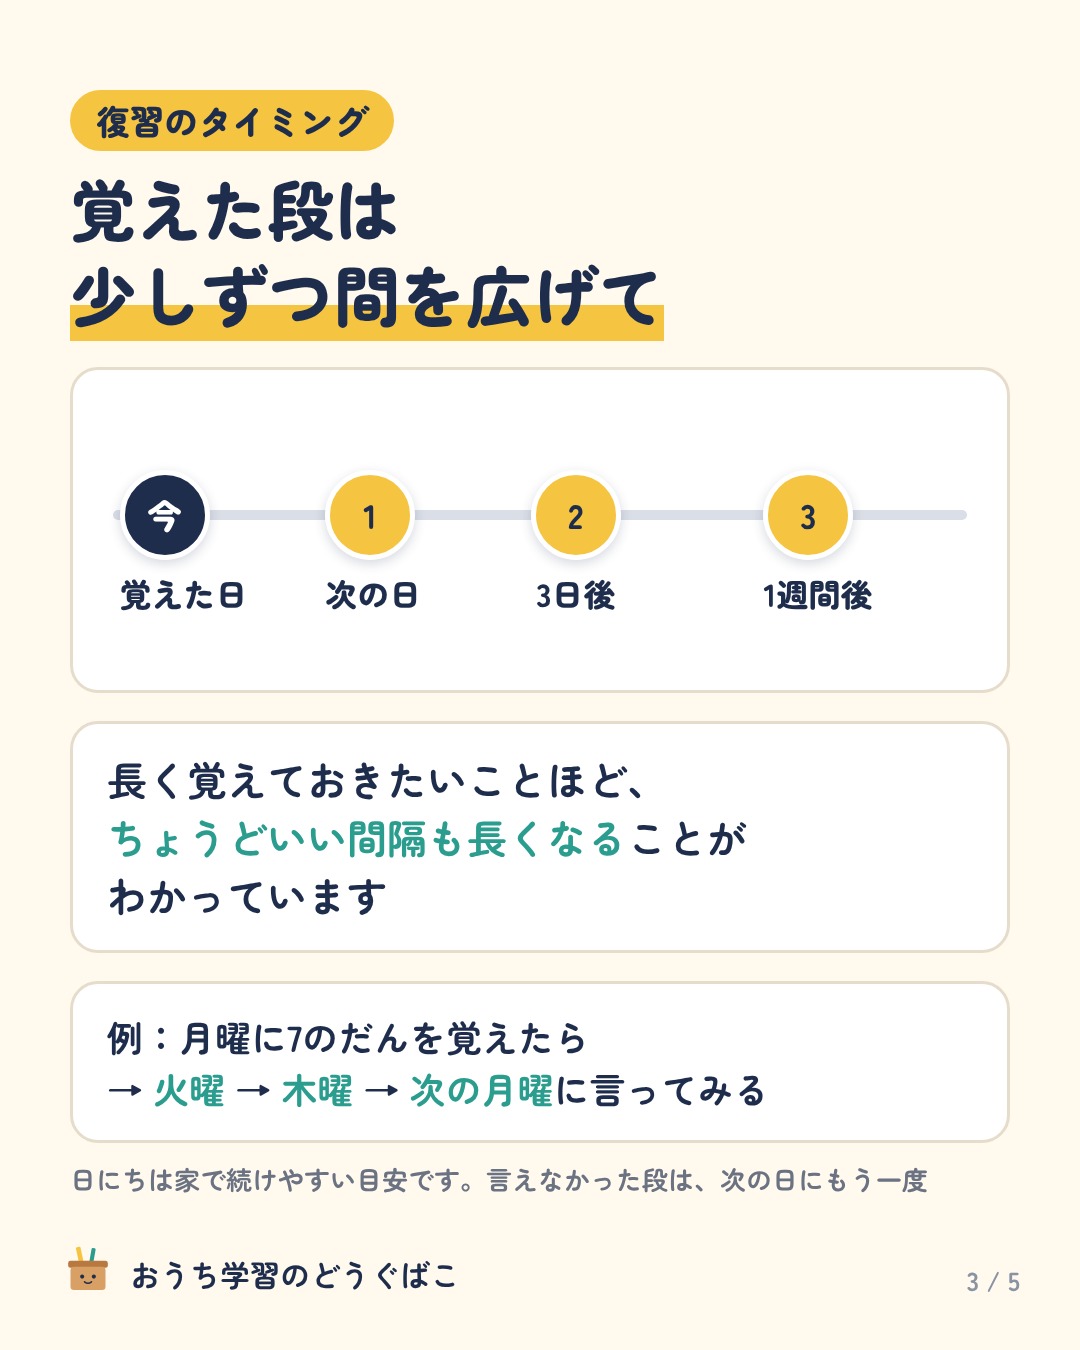 復習のタイミング
覚えた段は
少しずつ間を広げて
今
1
2
3
覚えた日
次の日
3日後
1週間後
長く覚えておきたいことほど、
ちょうどいい間隔も長くなることが
わかっています
例：月曜に7のだんを覚えたら
→ 火曜 → 木曜 → 次の月曜に言ってみる
日にちは家で続けやすい目安です。言えなかった段は、次の日にもう一度
おうち学習のどうぐばこ
3 / 5